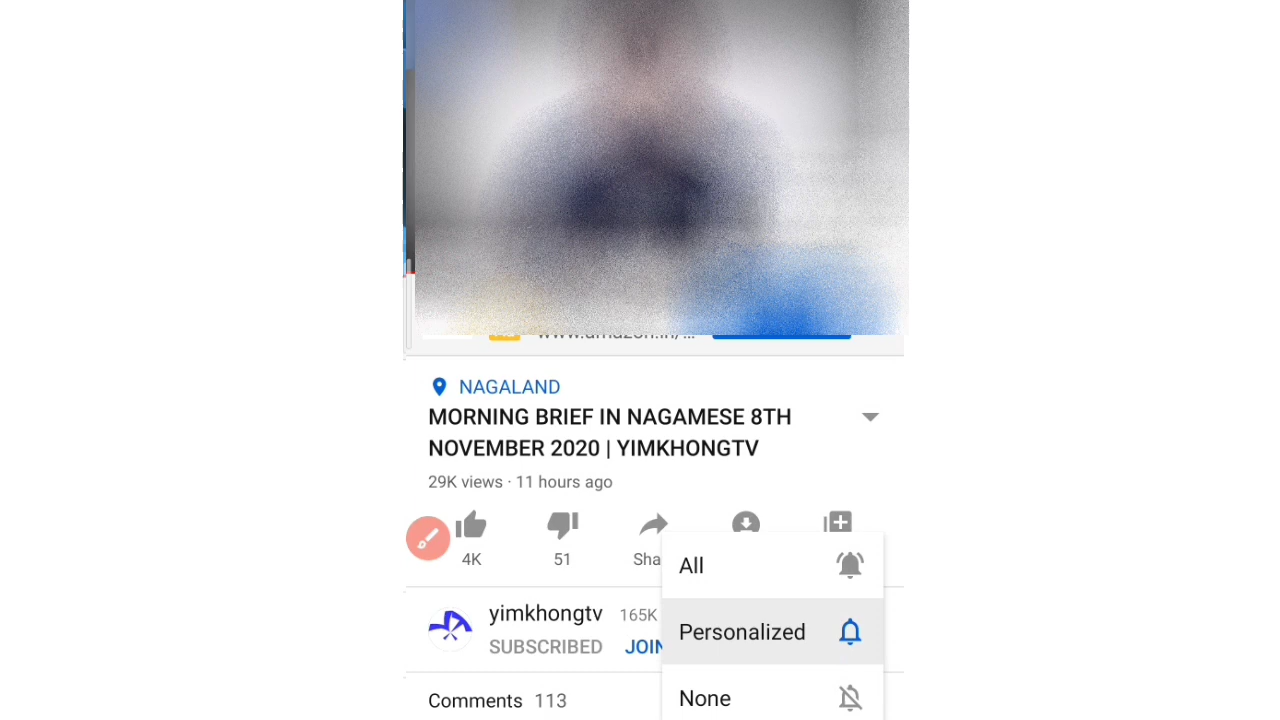 NAGALAND
MORNING BRIEF IN NAGAMESE 8TH
NOVEMBER 2020 | YIMKHONGTV
29K views · 11 hours ago
4K
51
Sha
All
Personalized
None
yimkhongtv 165K
SUBSCRIBED JOIN
Comments 113